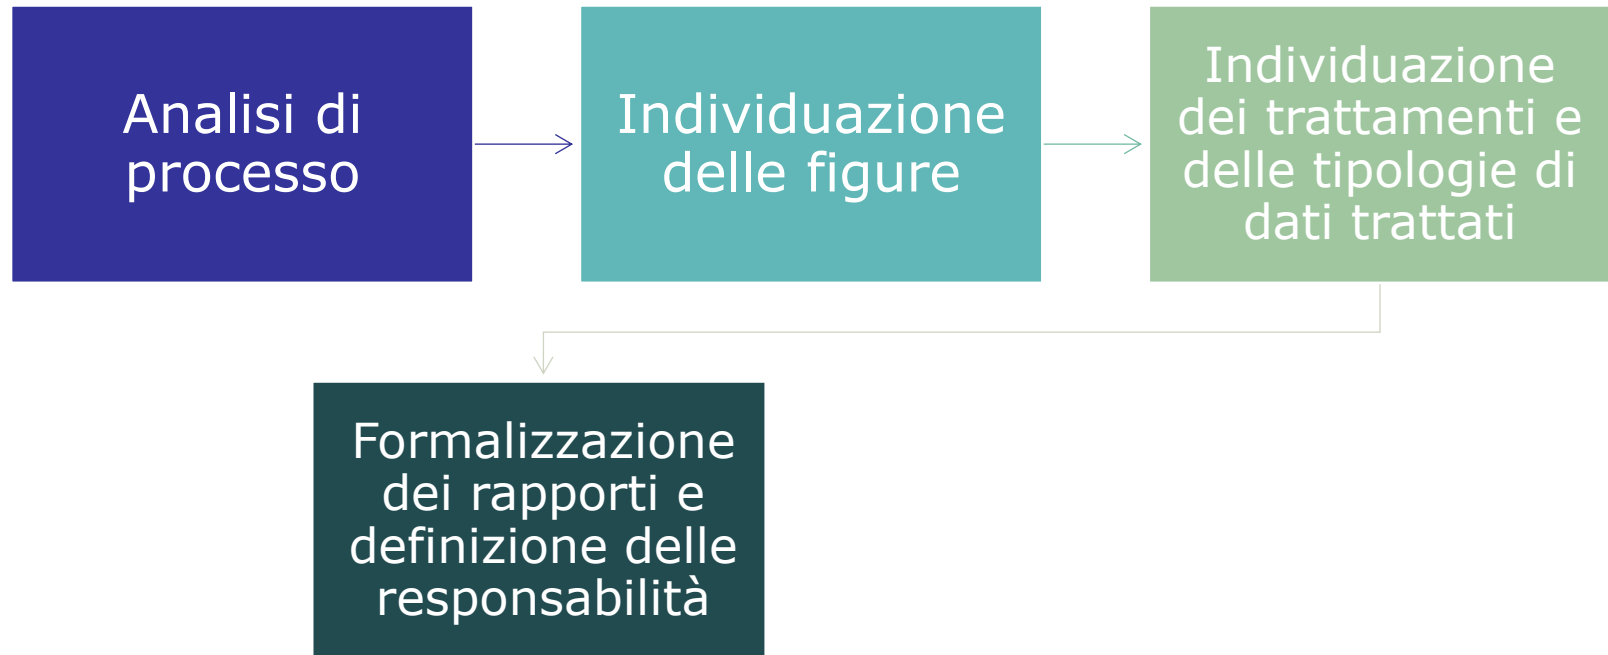 Analisi di
processo
Individuazione
delle figure
Individuazione
dei trattamenti e
delle tipologie di
dati trattati
Formalizzazione
dei rapporti e
definizione delle
responsabilità